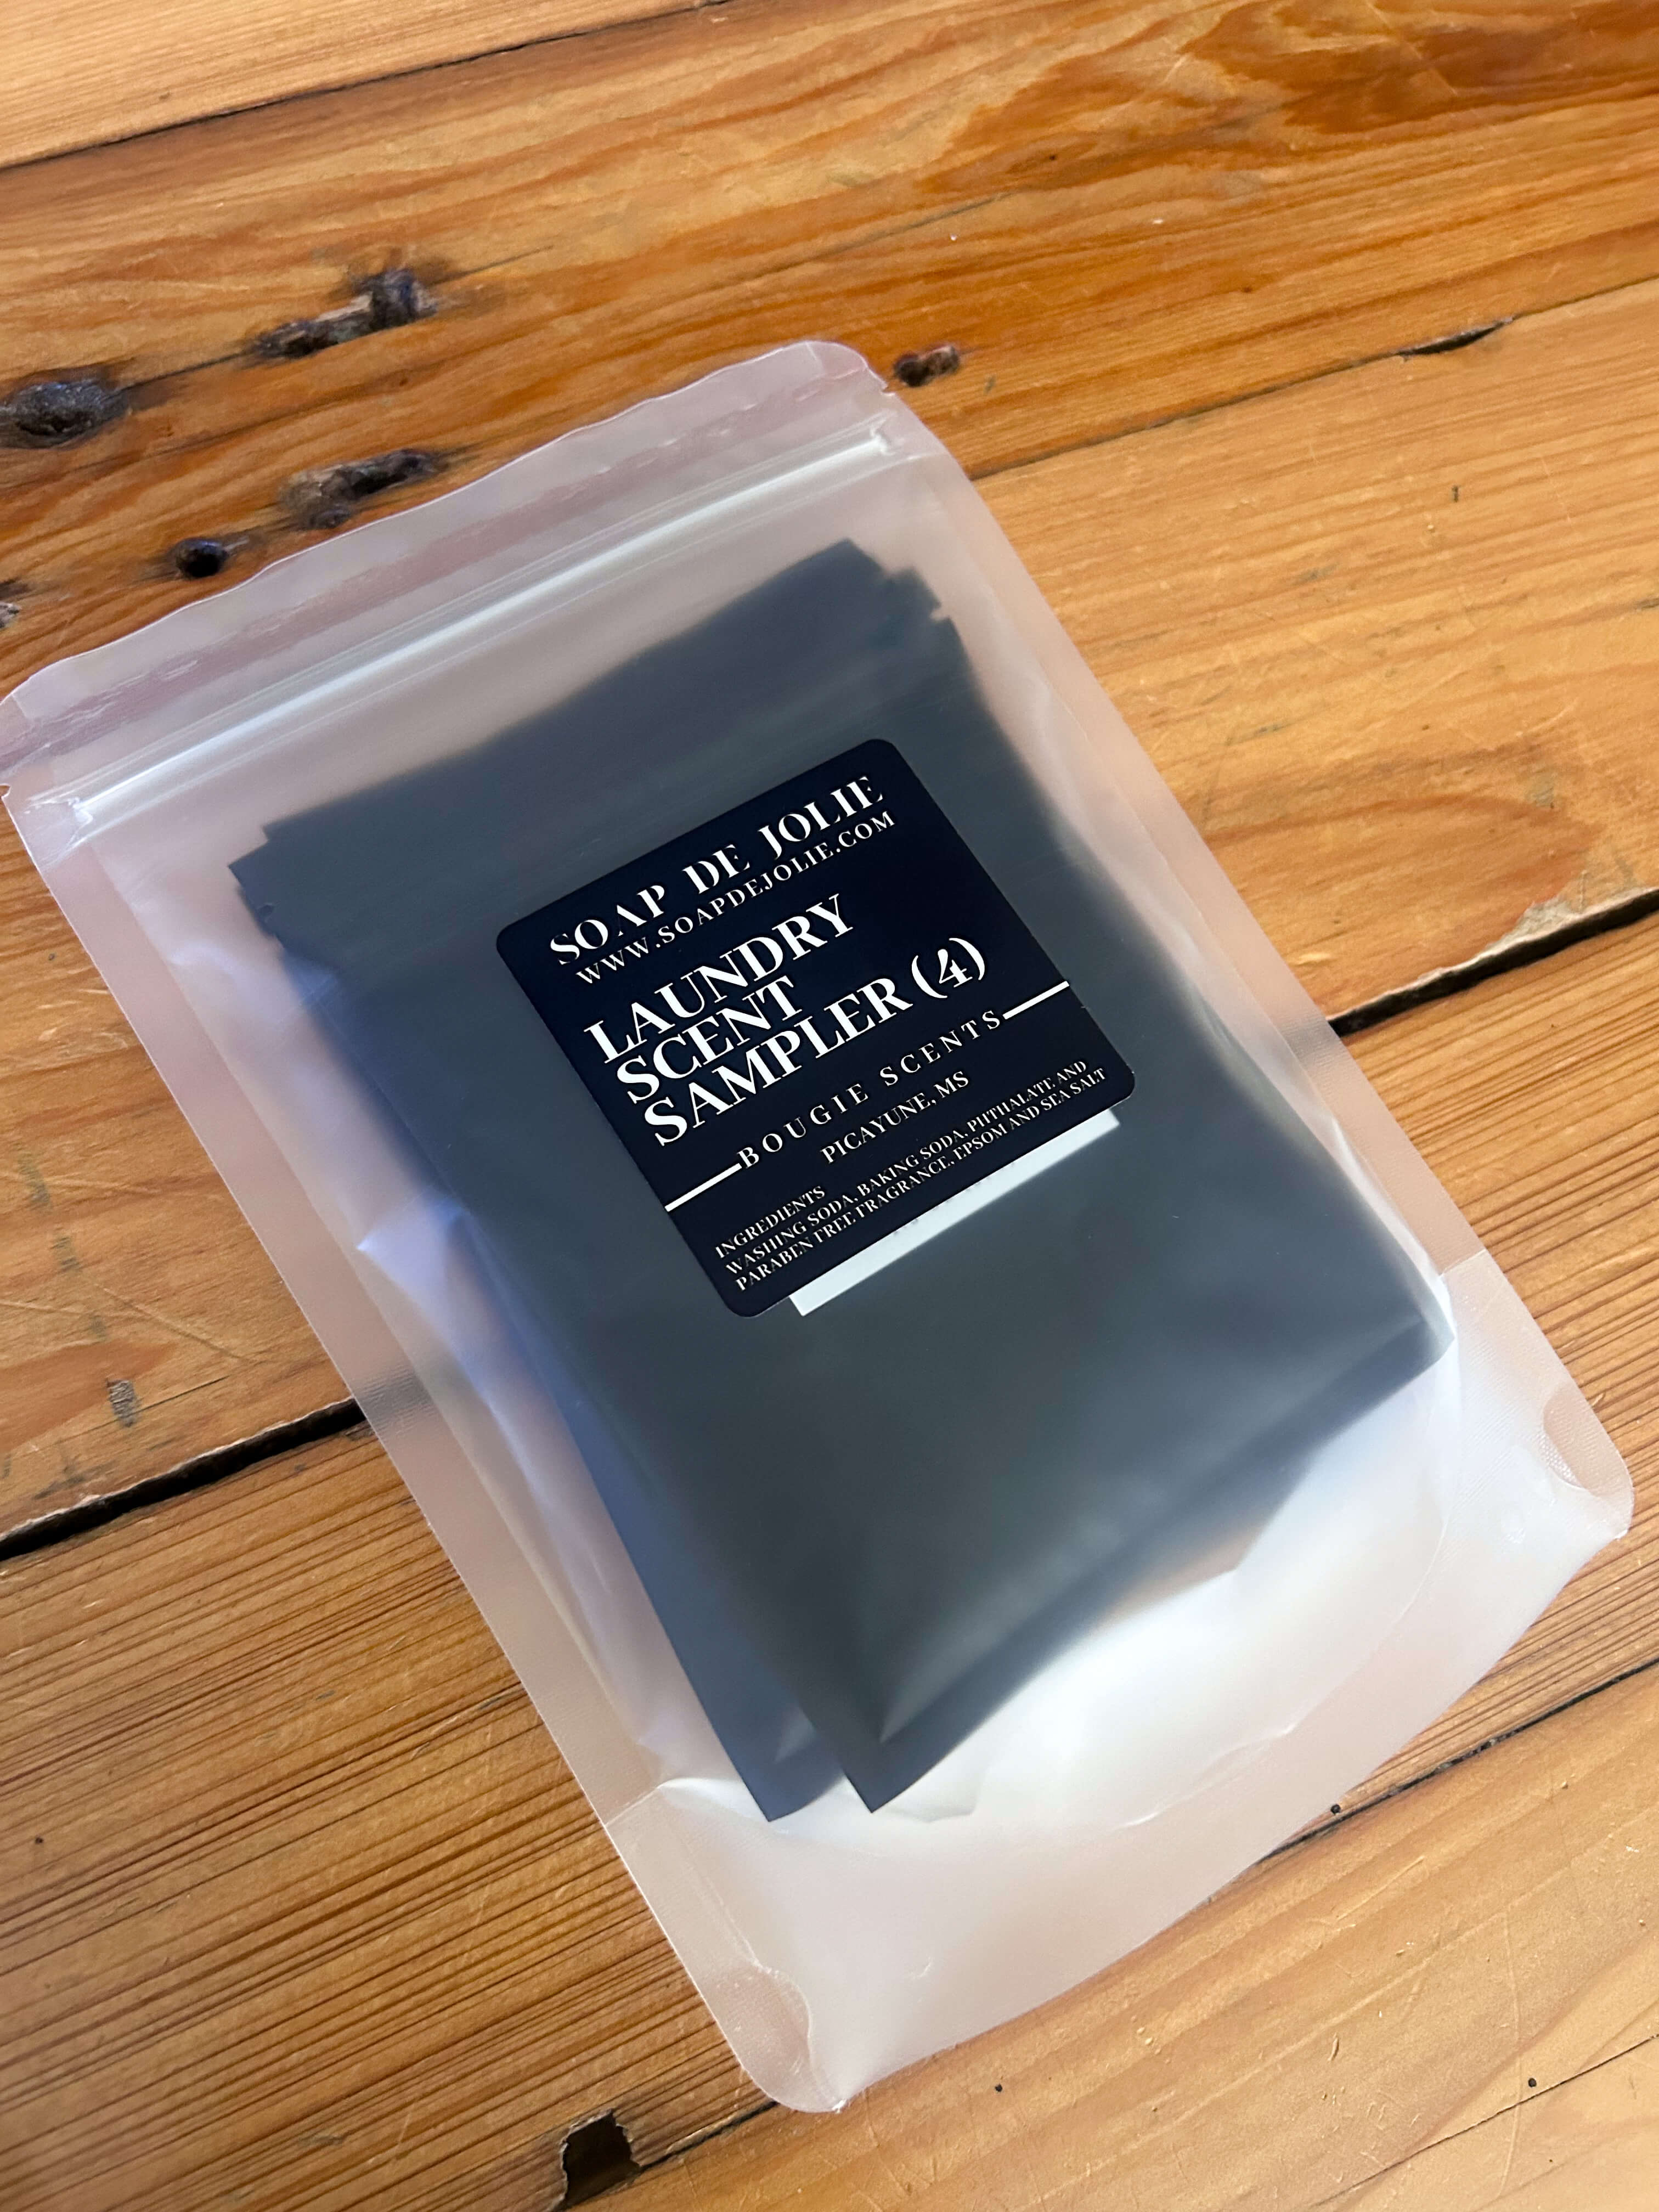 SOAP DE JOLIE
WWW.SOAPDEJOLIE.COM
LAUNDRY
SCENT
SAMPLER (4)
BOUGIE SCENTS
PICAYUNE, MS
INGREDIENTS
WASHING SODA, BAKING SODA, PHTHALATE AND
PARABEN FREE FRAGRANCE, EPSOM AND SEA SALT